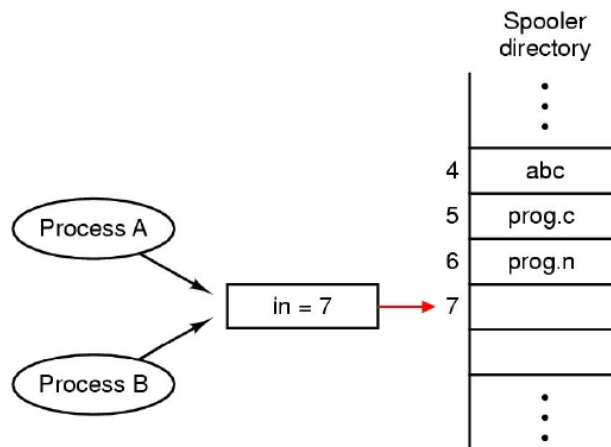 Spooler
directory
4 abc
5 prog.c
6 prog.n
7
Process A
in = 7
Process B